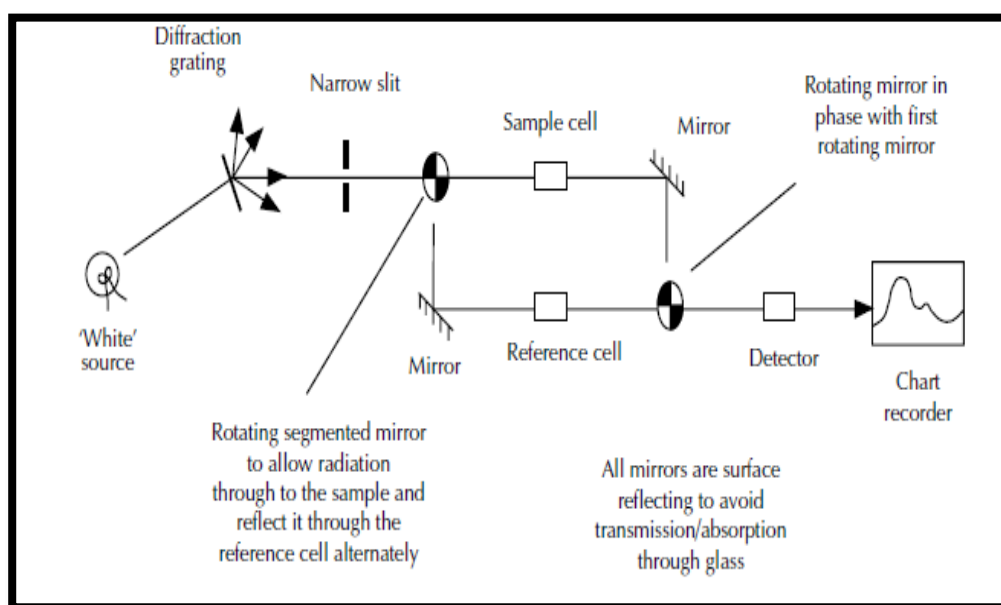 Diffraction
grating
Narrow slit
Sample cell
Mirror
Rotating mirror in
phase with first
rotating mirror
'White'
source
Mirror
Reference cell
Detector
Chart
recorder
Rotating segmented mirror
to allow radiation
through to the sample and
reflect it through the
reference cell alternately
All mirrors are surface
reflecting to avoid
transmission/absorption
through glass